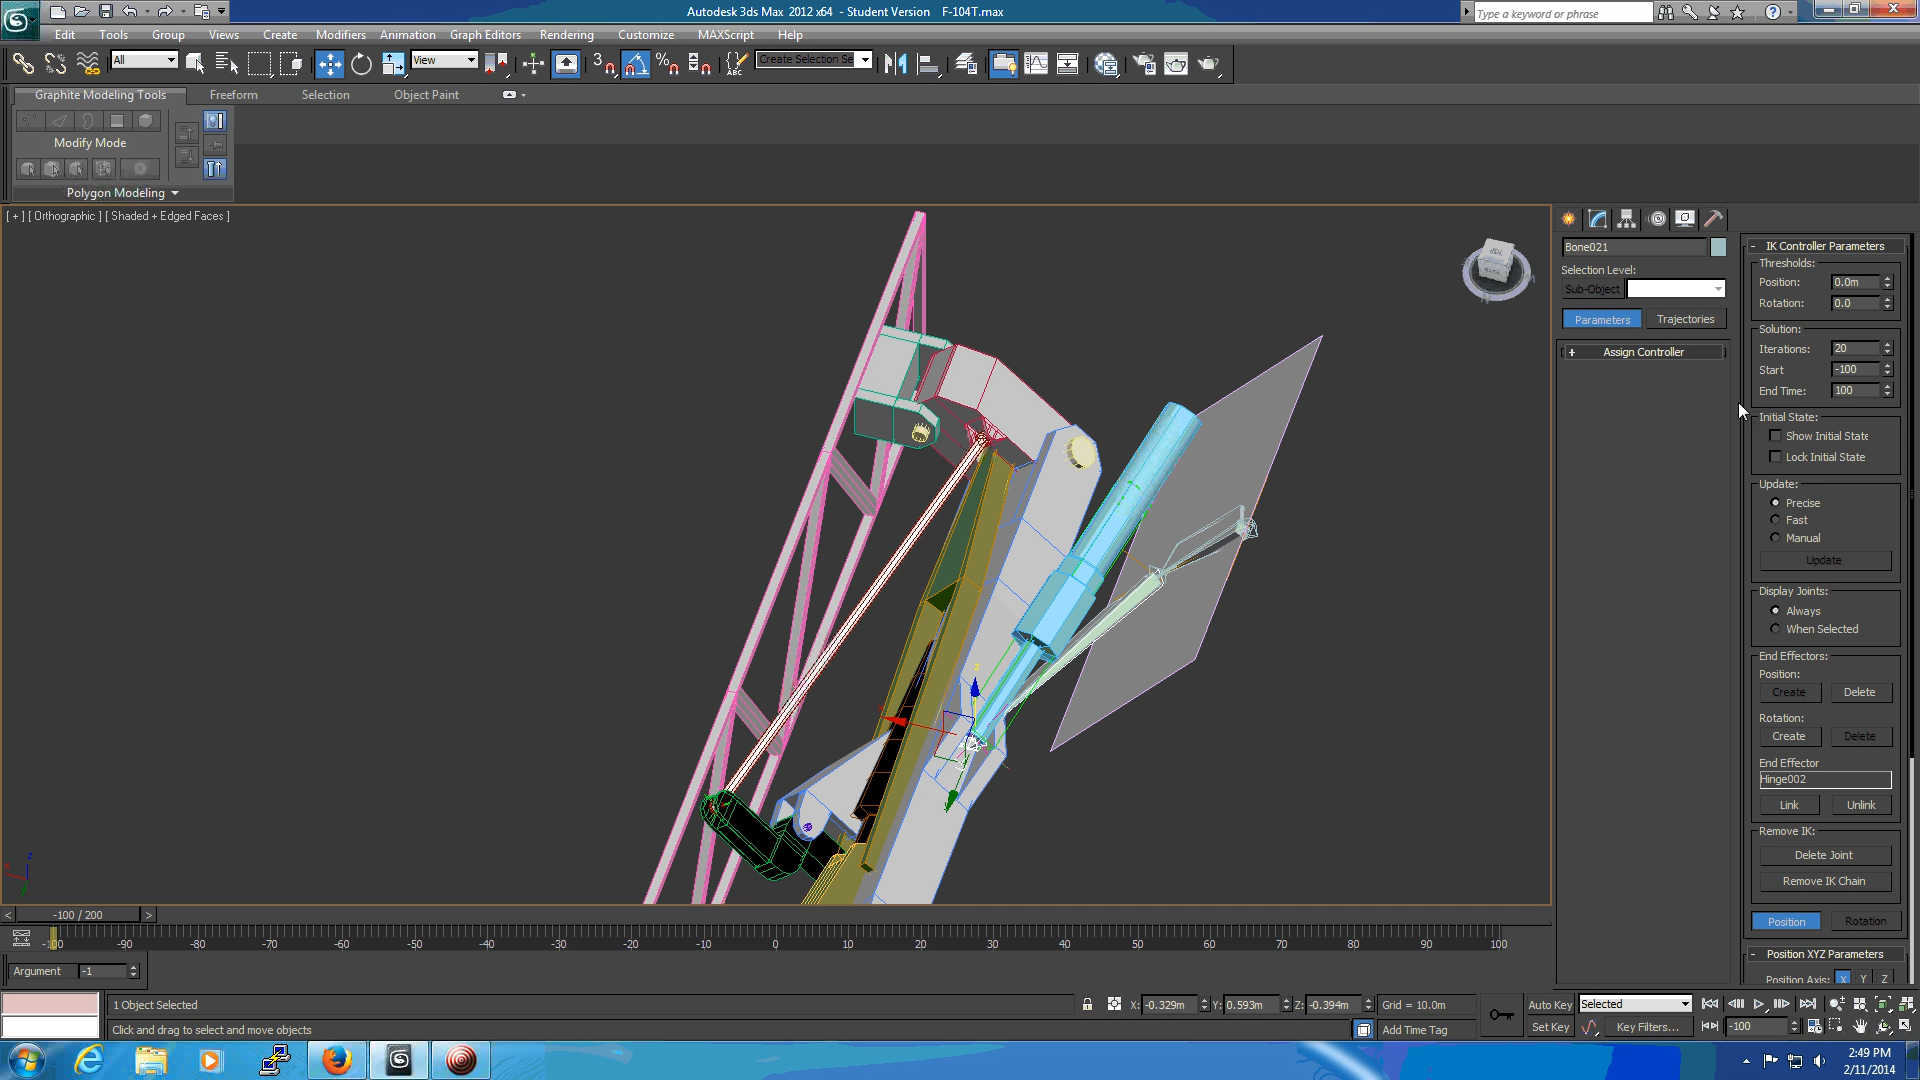 Autodesk 3ds Max 2012 x64 - Student Version F-104T.max
Type a keyword or phrase
Edit Tools Group Views Create Modifiers Animation Graph Editors Rendering Customize MAXScript Help
All
View
3
Create Selection Se
Graphite Modeling Tools Freeform Selection Object Paint
Modify Mode
Polygon Modeling
[ + ] [ Orthographic ] [ Shaded + Edged Faces ]
Bone021
Selection Level:
Sub-Object
Parameters Trajectories
+ Assign Controller
- IK Controller Parameters
Thresholds:
Position: 0.0m
Rotation: 0.0
Solution:
Iterations: 20
Start -100
End Time: 100
Initial State:
Show Initial State
Lock Initial State
Update:
Precise
Fast
Manual
Update
Display Joints:
Always
When Selected
End Effectors:
Position:
Create Delete
Rotation:
Create Delete
End Effector
Hinge002
Link Unlink
Remove IK:
Delete Joint
Remove IK Chain
Position Rotation
- Position XYZ Parameters
Position Axis: X Y Z
< -100 / 200 >
-100 -90 -80 -70 -60 -50 -40 -30 -20 -10 0 10 20 30 40 50 60 70 80 90 100
Argument -1
1 Object Selected
X: -0.329m Y: 0.593m Z: -0.394m Grid = 10.0m
Auto Key Selected
Click and drag to select and move objects
Add Time Tag
Set Key Key Filters... -100
2:49 PM
2/11/2014